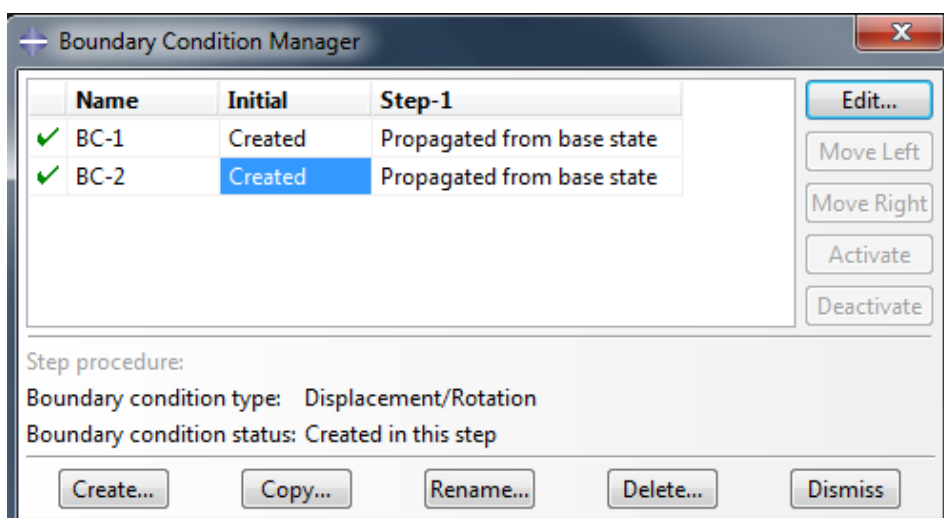 Boundary Condition Manager
x
Name Initial Step-1
BC-1 Created Propagated from base state
BC-2 Created Propagated from base state
Edit...
Move Left
Move Right
Activate
Deactivate
Step procedure:
Boundary condition type: Displacement/Rotation
Boundary condition status: Created in this step
Create... Copy... Rename... Delete... Dismiss